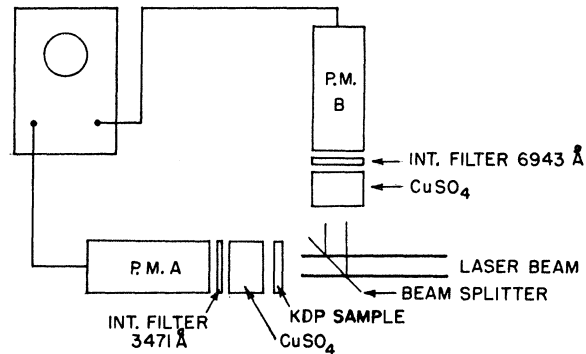 P.M.
B
INT. FILTER 6943 Å
CuSO4
P.M. A
LASER BEAM
BEAM SPLITTER
KDP SAMPLE
INT. FILTER
3471 Å
CuSO4